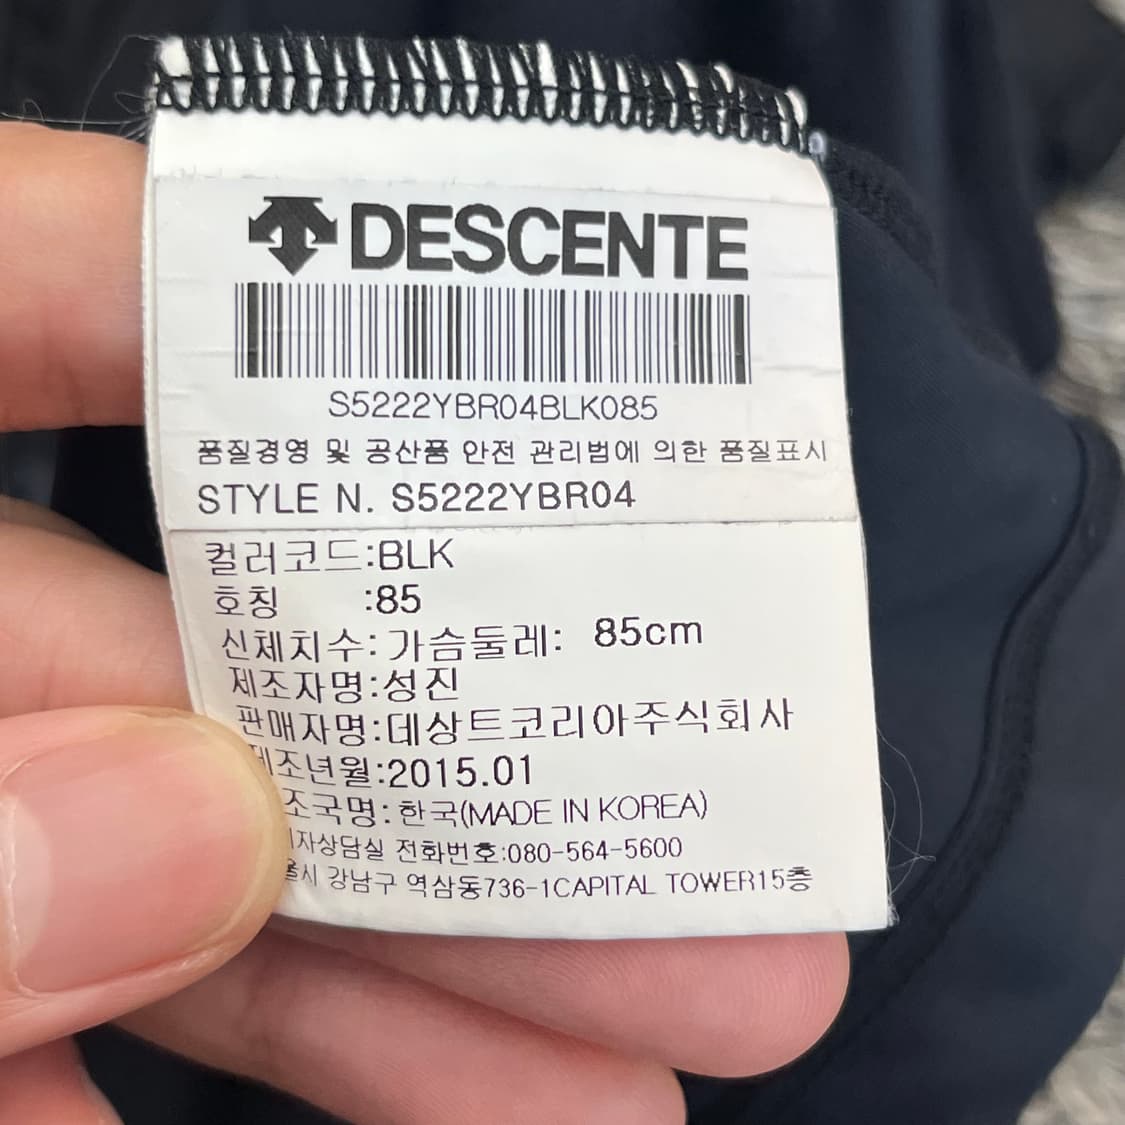 DESCENTE
S5222YBR04BLK085
품질경영 및 공산품 안전 관리법에 의한 품질표시
STYLE N. S5222YBR04
컬러코드:BLK
호칭 :85
신체치수: 가슴둘레: 85cm
제조자명:성진
판매자명:데상트코리아주식회사
제조년월:2015.01
조국명: 한국(MADE IN KOREA)
자상담실 전화번호:080-564-5600
울시 강남구 역삼동736-1CAPITAL TOWER15층